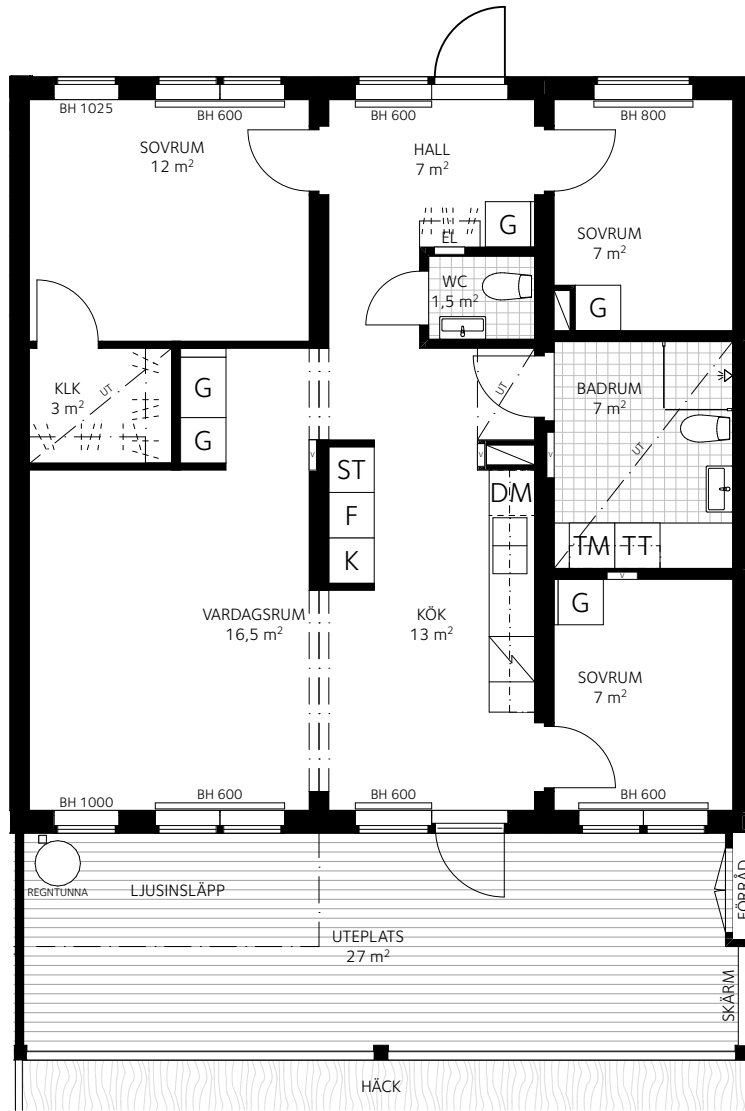 BH 1025
BH 600
BH 600
BH 800
SOVRUM
12 m²
HALL
7 m²
SOVRUM
7 m²
EL
G
WC
1,5 m²
G
KLK
3 m²
UT
G
G
UT
BADRUM
7 m²
UT
V
V
V
ST
F
K
DM
TM
TT
V
G
VARDAGSRUM
16,5 m²
KÖK
13 m²
SOVRUM
7 m²
BH 1000
BH 600
BH 600
BH 600
REGNTUNNA
LJUSINSLÄPP
FÖRRÅD
UTEPLATS
27 m²
SKÄRM
HÄCK